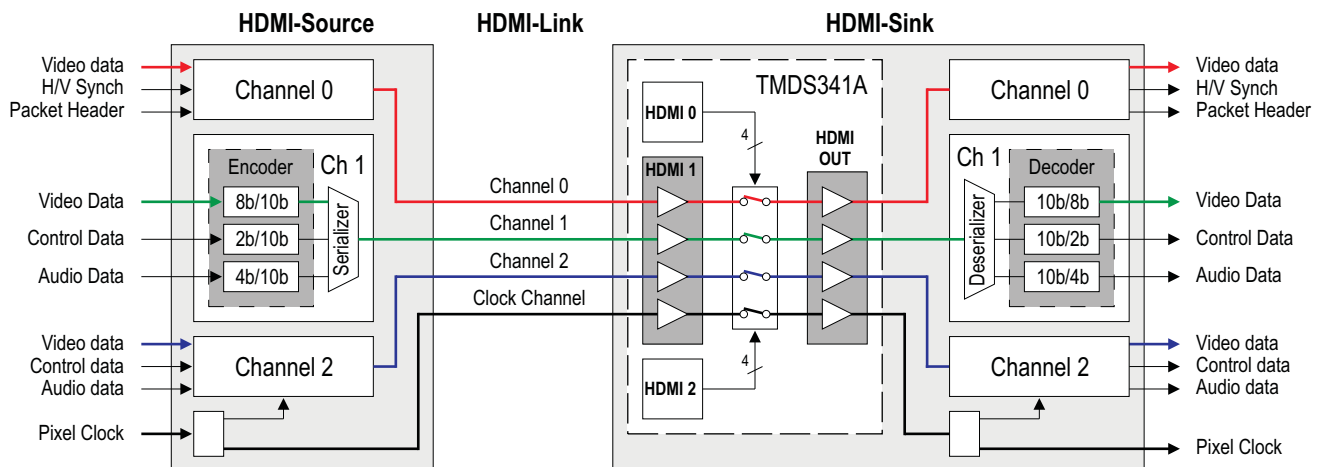 HDMI-Source
HDMI-Link
HDMI-Sink
Video data
H/V Synch
Packet Header
Channel 0
Encoder
Ch 1
Video Data
Control Data
Audio Data
8b/10b
2b/10b
4b/10b
Serializer
Video data
Control data
Audio data
Channel 2
Pixel Clock
Channel 0
Channel 1
Channel 2
Clock Channel
TMDS341A
HDMI 0
4
HDMI 1
HDMI
OUT
4
HDMI 2
Channel 0
Video data
H/V Synch
Packet Header
Ch 1
Decoder
Deserializer
10b/8b
10b/2b
10b/4b
Video Data
Control Data
Audio Data
Channel 2
Video data
Control data
Audio data
Pixel Clock